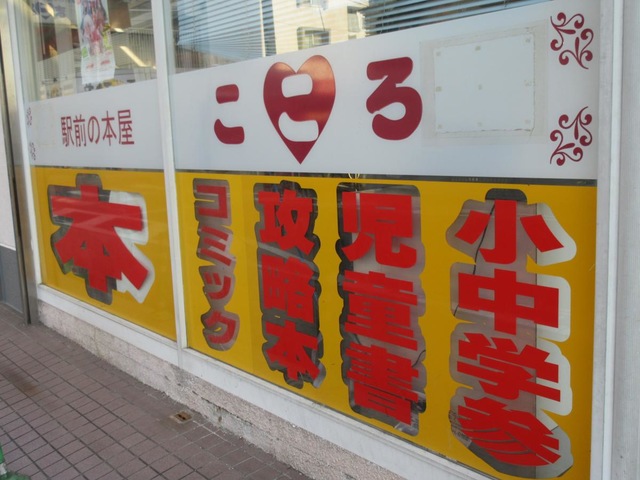 駅前の本屋
こころ
本
コミック
攻略本
児童書
小中学参